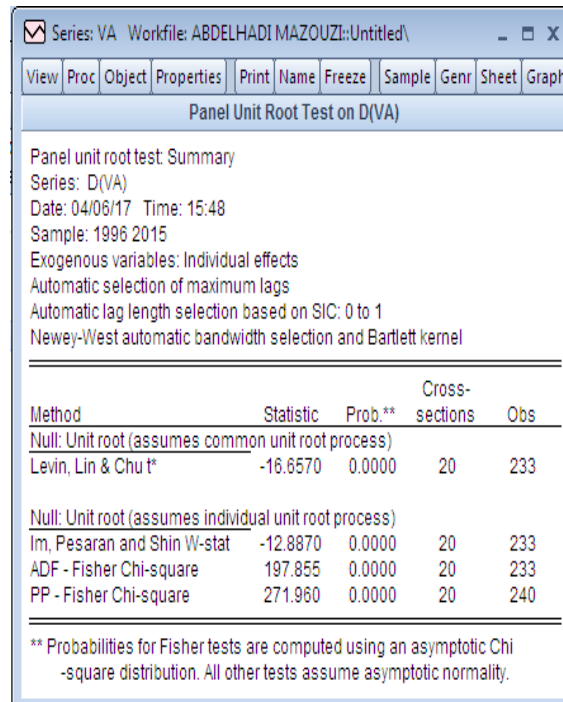 Series: VA Workfile: ABDELHADI MAZOUZI::Untitled\
View Proc Object Properties Print Name Freeze Sample Genr Sheet Graph
Panel Unit Root Test on D(VA)
Panel unit root test: Summary
Series: D(VA)
Date: 04/06/17 Time: 15:48
Sample: 1996 2015
Exogenous variables: Individual effects
Automatic selection of maximum lags
Automatic lag length selection based on SIC: 0 to 1
Newey-West automatic bandwidth selection and Bartlett kernel
Cross-
Method Statistic Prob.** sections Obs
Null: Unit root (assumes common unit root process)
Levin, Lin & Chu t* -16.6570 0.0000 20 233
Null: Unit root (assumes individual unit root process)
Im, Pesaran and Shin W-stat -12.8870 0.0000 20 233
ADF - Fisher Chi-square 197.855 0.0000 20 233
PP - Fisher Chi-square 271.960 0.0000 20 240
** Probabilities for Fisher tests are computed using an asymptotic Chi
-square distribution. All other tests assume asymptotic normality.